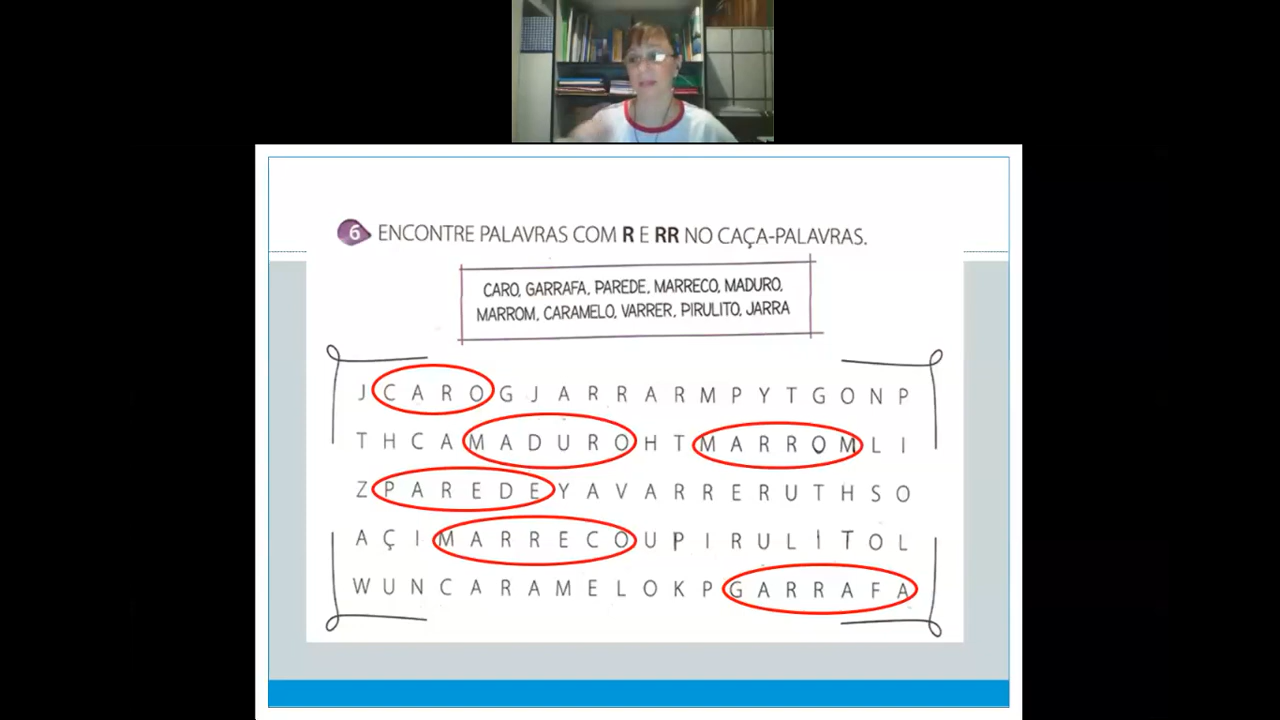 6 ENCONTRE PALAVRAS COM R E RR NO CAÇA-PALAVRAS.
CARO, GARRAFA, PAREDE, MARRECO, MADURO,
MARROM, CARAMELO, VARRER, PIRULITO, JARRA
J C A R O G J A R R A R M P Y T G O N P
T H C A M A D U R O H T M A R R O M L I
Z P A R E D E Y A V A R R E R U T H S O
A Ç I M A R R E C O U P I R U L I T O L
W U N C A R A M E L O K P G A R R A F A